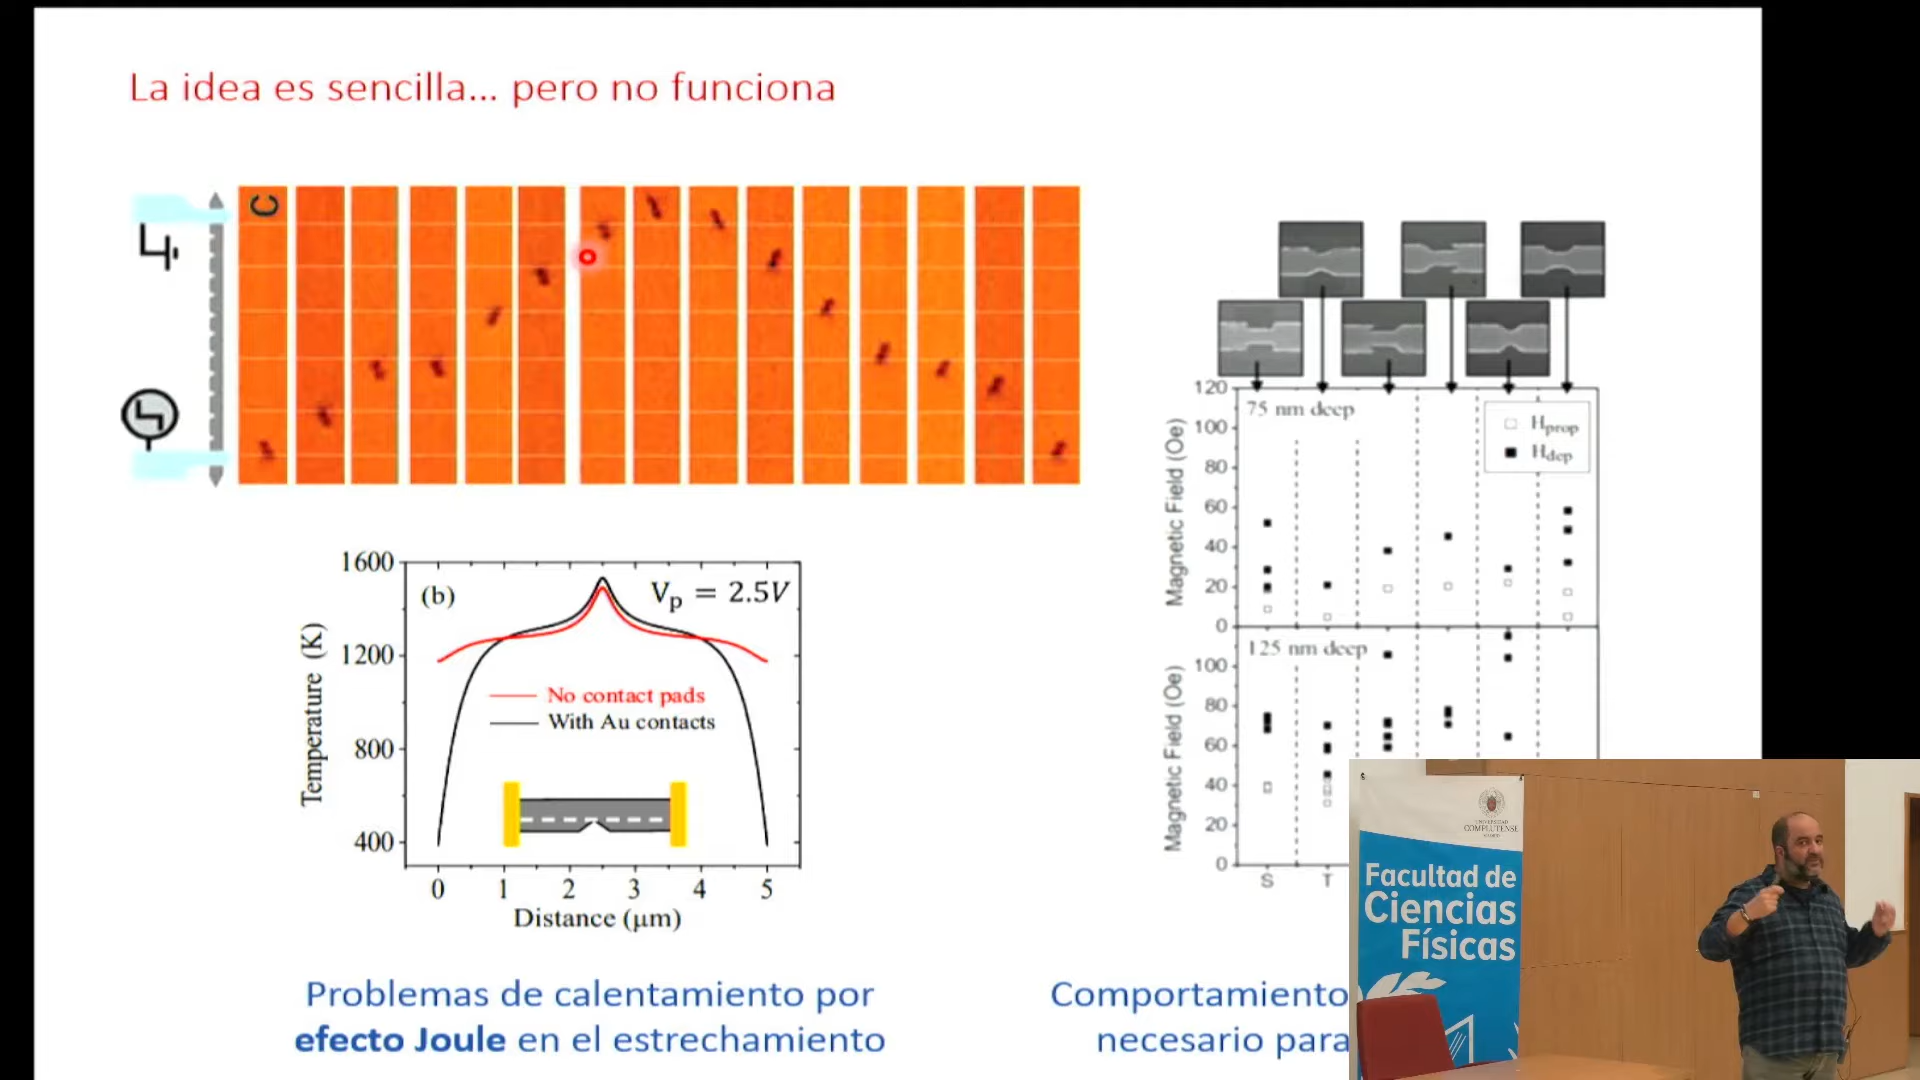 La idea es sencilla... pero no funciona
C
1600
1200
800
400
Temperature (K)
(b)
Vp = 2.5V
No contact pads
With Au contacts
0 1 2 3 4 5
Distance (μm)
Problemas de calentamiento por
efecto Joule en el estrechamiento
120
100
80
60
40
20
0
Magnetic Field (Oe)
75 nm deep
Hprop
Hdep
100
80
60
40
20
0
Magnetic Field (Oe)
125 nm deep
S T
Comportamiento
necesario para
UNIVERSIDAD
COMPLUTENSE
Facultad de
Ciencias
Físicas